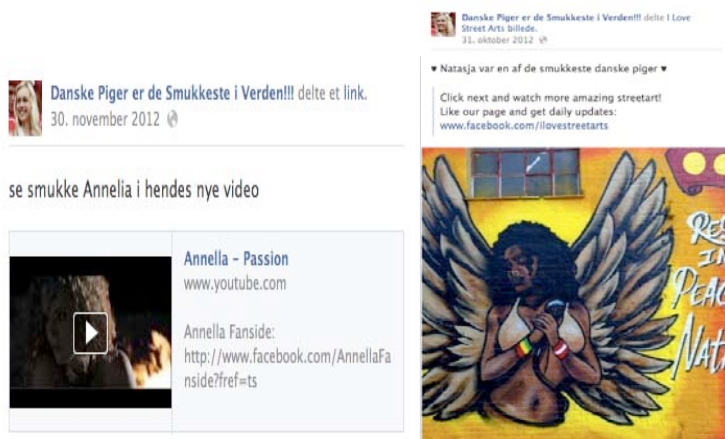 Danske Piger er de Smukkeste i Verden!!! delte et link.
30. november 2012
se smukke Annelia i hendes nye video
Annella – Passion
www.youtube.com
Annella Fanside:
http://www.facebook.com/AnnellaFa
nside?fref=ts
Danske Piger er de Smukkeste i Verden!!! delte I Love
Street Arts billede.
31. oktober 2012
♥ Natasja var en af de smukkeste danske piger ♥
Click next and watch more amazing streetart!
Like our page and get daily updates:
www.facebook.com/ilovestreetarts
RES
IN
PEAC
NAT